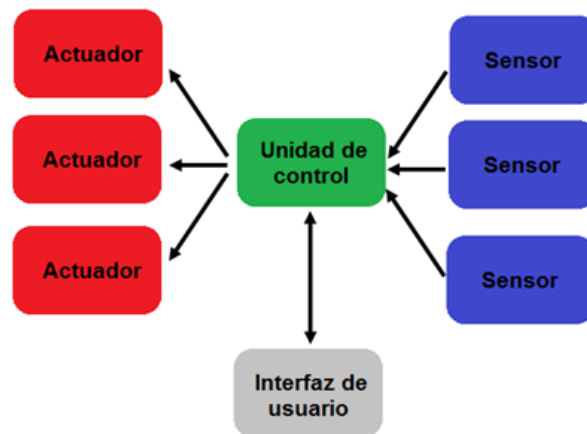 Actuador
Sensor
Unidad de
control
Actuador
Sensor
Actuador
Sensor
Interfaz de
usuario